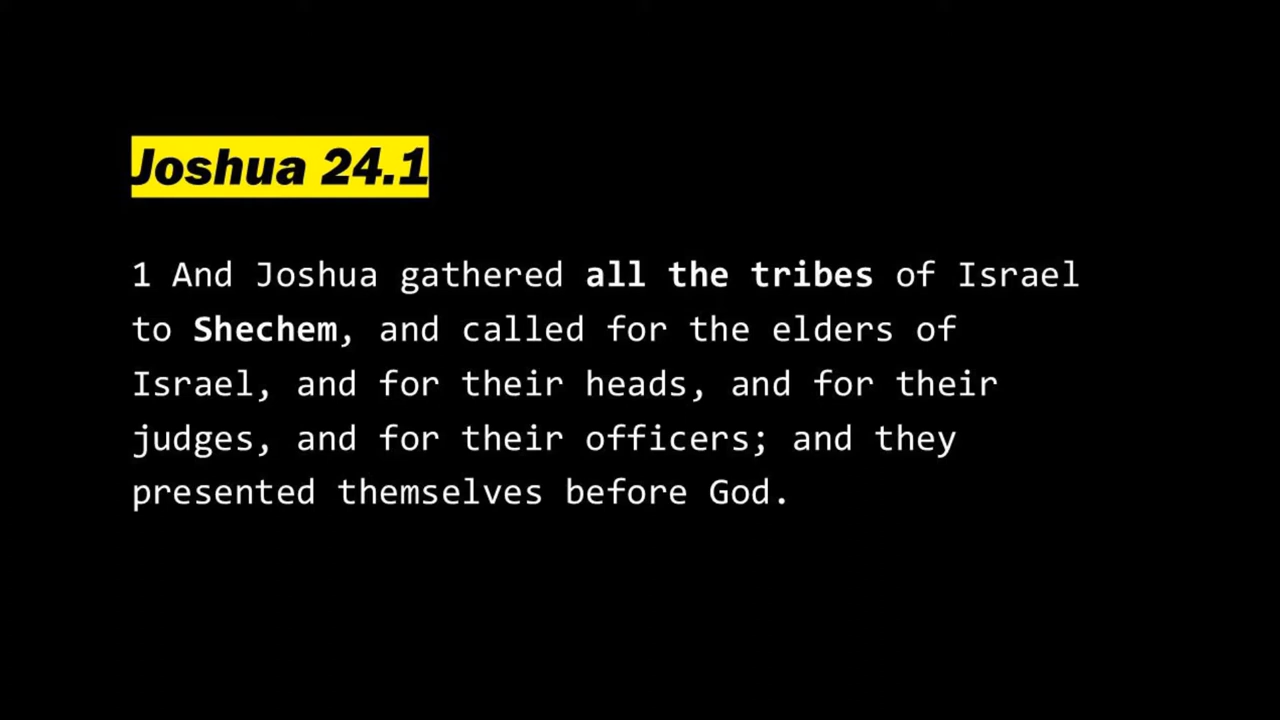 Joshua 24.1
1 And Joshua gathered all the tribes of Israel
to Shechem, and called for the elders of
Israel, and for their heads, and for their
judges, and for their officers; and they
presented themselves before God.